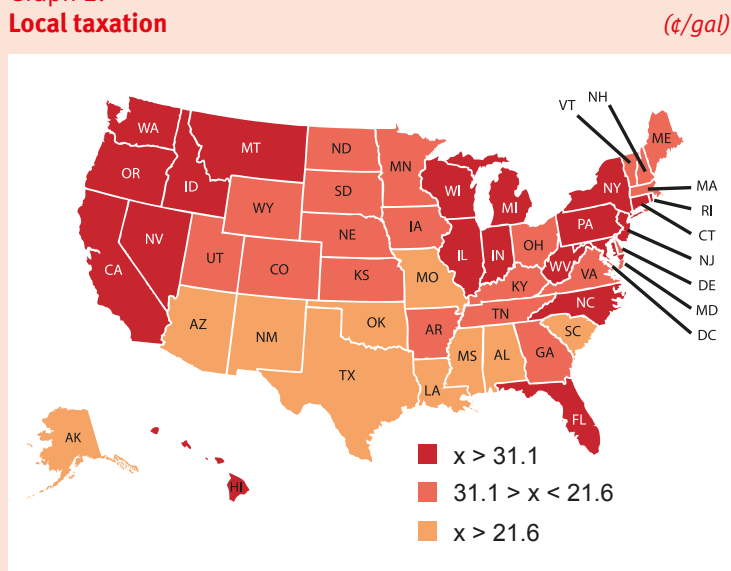 Local taxation (¢/gal)
VT
NH
WA
MT
ND
MN
ME
OR
ID
SD
WI
NY
MA
WY
MI
RI
IA
PA
CT
NV
NE
IL
IN
OH
NJ
UT
CO
WV
VA
DE
CA
KS
MO
KY
MD
NC
DC
TN
AZ
NM
OK
AR
SC
MS
AL
GA
TX
LA
FL
AK
HI
x > 31.1
31.1 > x < 21.6
x > 21.6